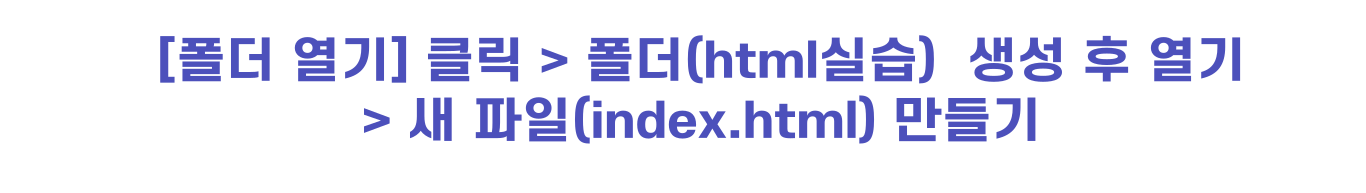 [폴더 열기] 클릭 > 폴더(html실습)  생성 후 열기
> 새 파일(index.html) 만들기